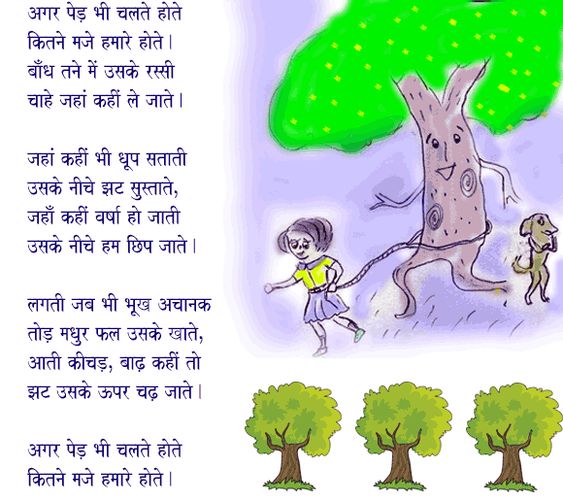 अगर पेड़ भी चलते होते
कितने मजे हमारे होते।
बाँध तने में उसके रस्सी
चाहे जहां कहीं ले जाते।
जहां कहीं भी धूप सताती
उसके नीचे झट सुस्ताते,
जहाँ कहीं वर्षा हो जाती
उसके नीचे हम छिप जाते।
लगती जब भी भूख अचानक
तोड़ मधुर फल उसके खाते,
आती कीचड़, बाढ़ कहीं तो
झट उसके ऊपर चढ़ जाते।
अगर पेड़ भी चलते होते
कितने मजे हमारे होते।